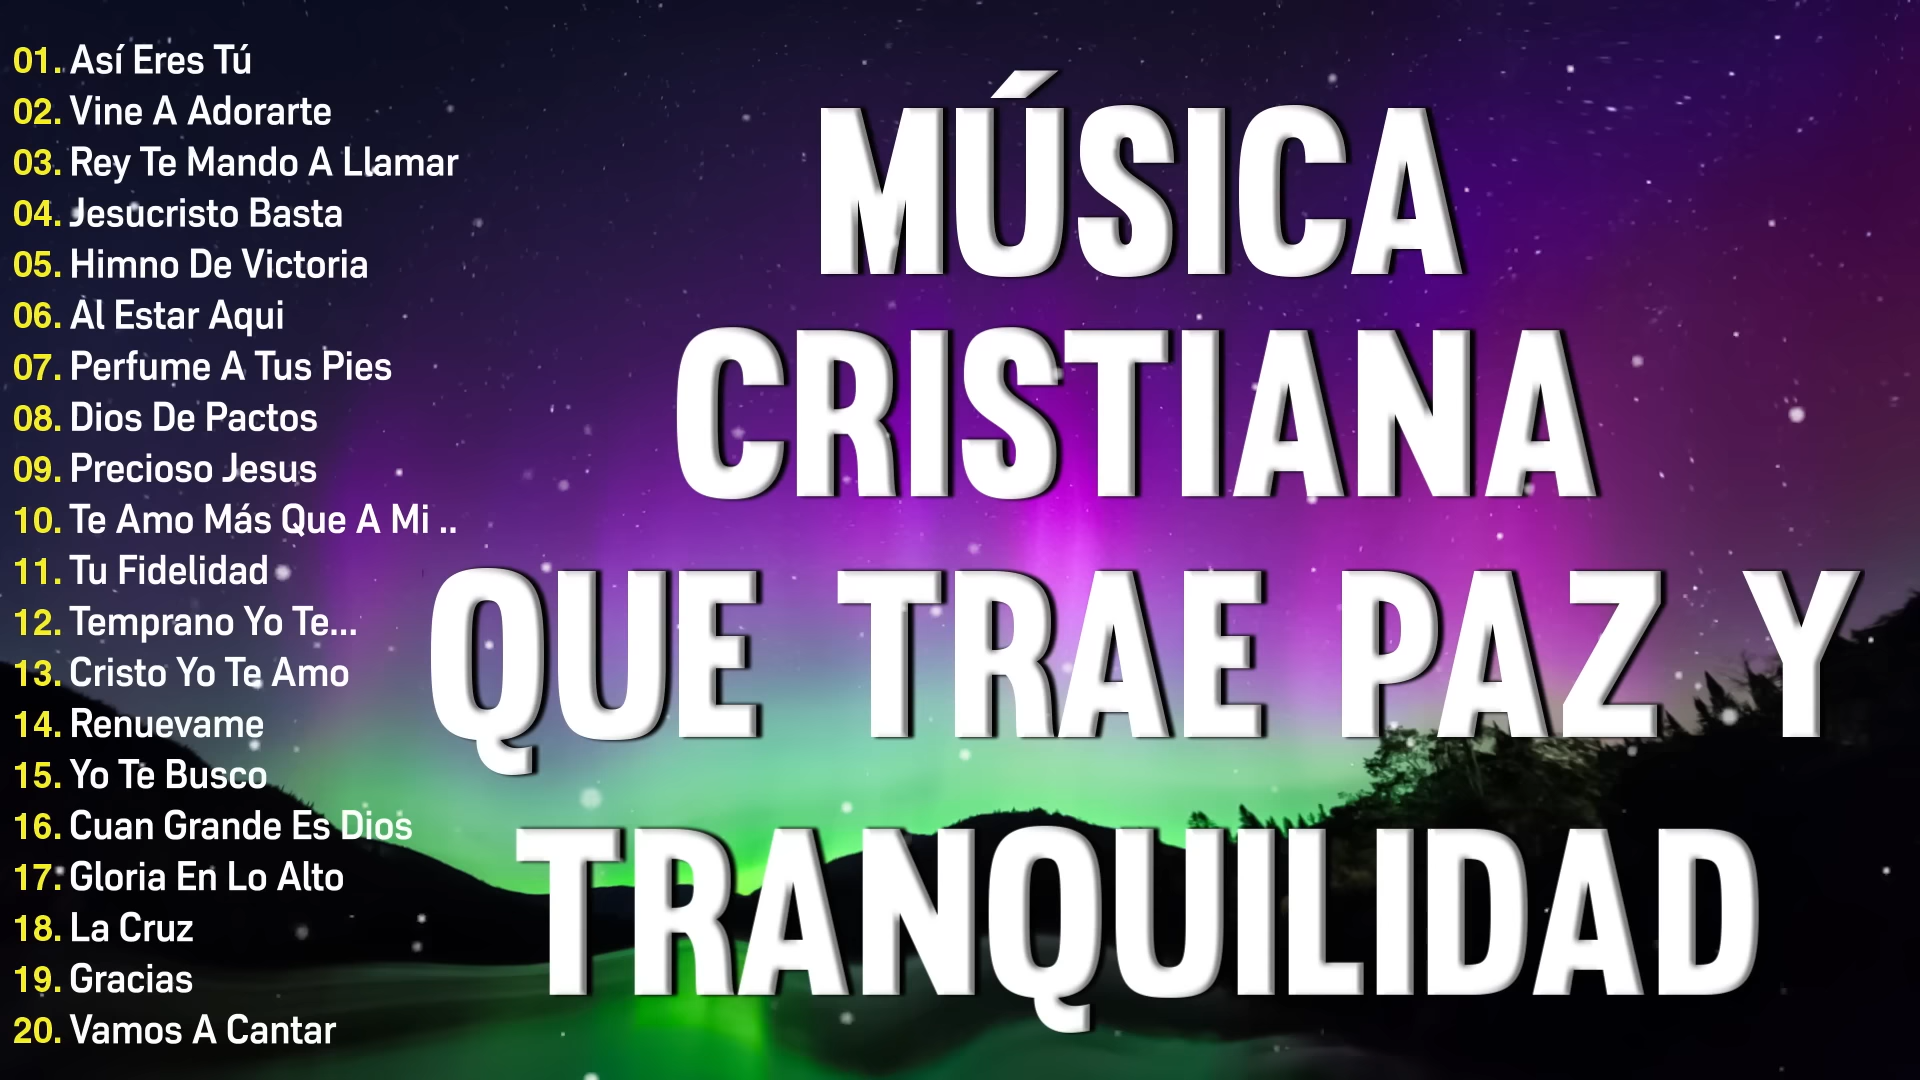 01. Así Eres Tú
02. Vine A Adorarte
03. Rey Te Mando A Llamar
04. Jesucristo Basta
05. Himno De Victoria
06. Al Estar Aqui
07. Perfume A Tus Pies
08. Dios De Pactos
09. Precioso Jesus
10. Te Amo Más Que A Mi ..
11. Tu Fidelidad
12. Temprano Yo Te...
13. Cristo Yo Te Amo
14. Renuevame
15. Yo Te Busco
16. Cuan Grande Es Dios
17. Gloria En Lo Alto
18. La Cruz
19. Gracias
20. Vamos A Cantar
MÚSICA
CRISTIANA
QUE TRAE PAZ Y
TRANQUILIDAD